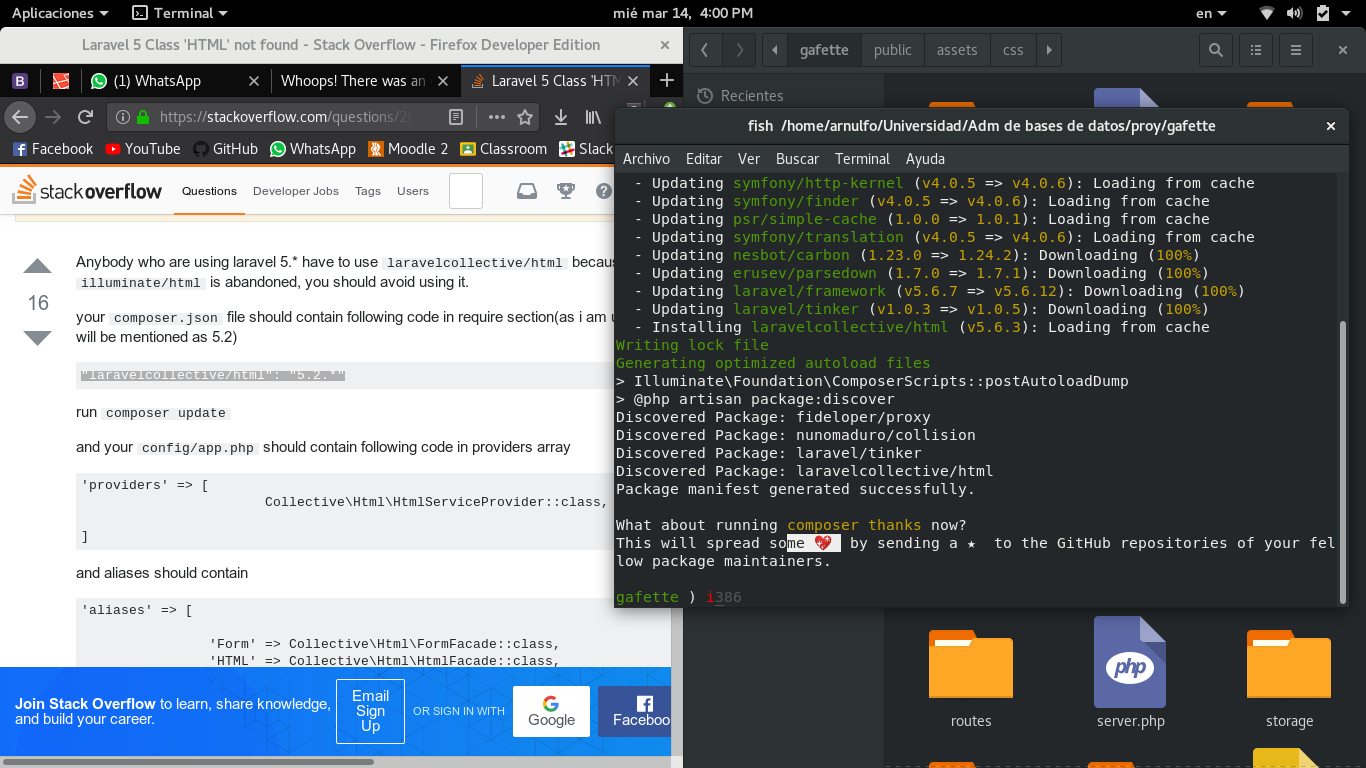 Aplicaciones
Terminal
mié mar 14, 4:00 PM
en
Laravel 5 Class 'HTML' not found - Stack Overflow - Firefox Developer Edition
(1) WhatsApp
Whoops! There was an
Laravel 5 Class 'HTM
https://stackoverflow.com/questions/2
Facebook
YouTube
GitHub
WhatsApp
Moodle 2
Classroom
Slack
stackoverflow
Questions
Developer Jobs
Tags
Users
Anybody who are using laravel 5.* have to use laravelcollective/html becaus
illuminate/html is abandoned, you should avoid using it.
16
your composer.json file should contain following code in require section(as i am u
will be mentioned as 5.2)
"laravelcollective/html": "5.2.*"
run composer update
and your config/app.php should contain following code in providers array
'providers' => [
Collective\Html\HtmlServiceProvider::class,
]
and aliases should contain
'aliases' => [
'Form' => Collective\Html\FormFacade::class,
'HTML' => Collective\Html\HtmlFacade::class,
Join Stack Overflow to learn, share knowledge,
and build your career.
Email
Sign
Up
OR SIGN IN WITH
Google
Faceboo
gafette
public
assets
css
Recientes
fish /home/arnulfo/Universidad/Adm de bases de datos/proy/gafette
Archivo Editar Ver Buscar Terminal Ayuda
- Updating symfony/http-kernel (v4.0.5 => v4.0.6): Loading from cache
- Updating symfony/finder (v4.0.5 => v4.0.6): Loading from cache
- Updating psr/simple-cache (1.0.0 => 1.0.1): Loading from cache
- Updating symfony/translation (v4.0.5 => v4.0.6): Loading from cache
- Updating nesbot/carbon (1.23.0 => 1.24.2): Downloading (100%)
- Updating erusev/parsedown (1.7.0 => 1.7.1): Downloading (100%)
- Updating laravel/framework (v5.6.7 => v5.6.12): Downloading (100%)
- Updating laravel/tinker (v1.0.3 => v1.0.5): Downloading (100%)
- Installing laravelcollective/html (v5.6.3): Loading from cache
Writing lock file
Generating optimized autoload files
> Illuminate\Foundation\ComposerScripts::postAutoloadDump
> @php artisan package:discover
Discovered Package: fideloper/proxy
Discovered Package: nunomaduro/collision
Discovered Package: laravel/tinker
Discovered Package: laravelcollective/html
Package manifest generated successfully.
What about running composer thanks now?
This will spread some 💖 by sending a ★ to the GitHub repositories of your fel
low package maintainers.
gafette ) i386
php
routes
server.php
storage